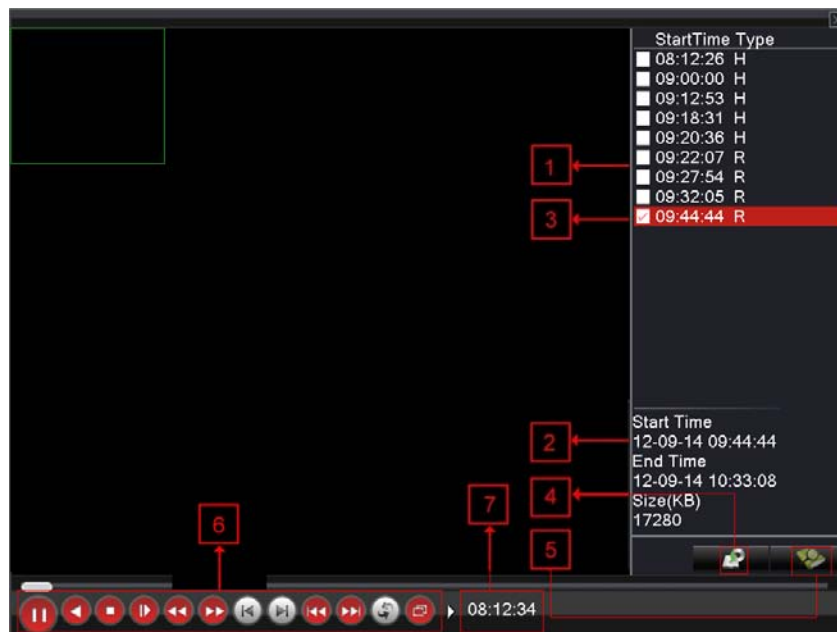 StartTime Type
08:12:26 H
09:00:00 H
09:12:53 H
09:18:31 H
09:20:36 H
09:22:07 R
09:27:54 R
09:32:05 R
09:44:44 R
1
3
Start Time
2
12-09-14 09:44:44
End Time
12-09-14 10:33:08
4
Size(KB)
7
17280
6
5
08:12:34